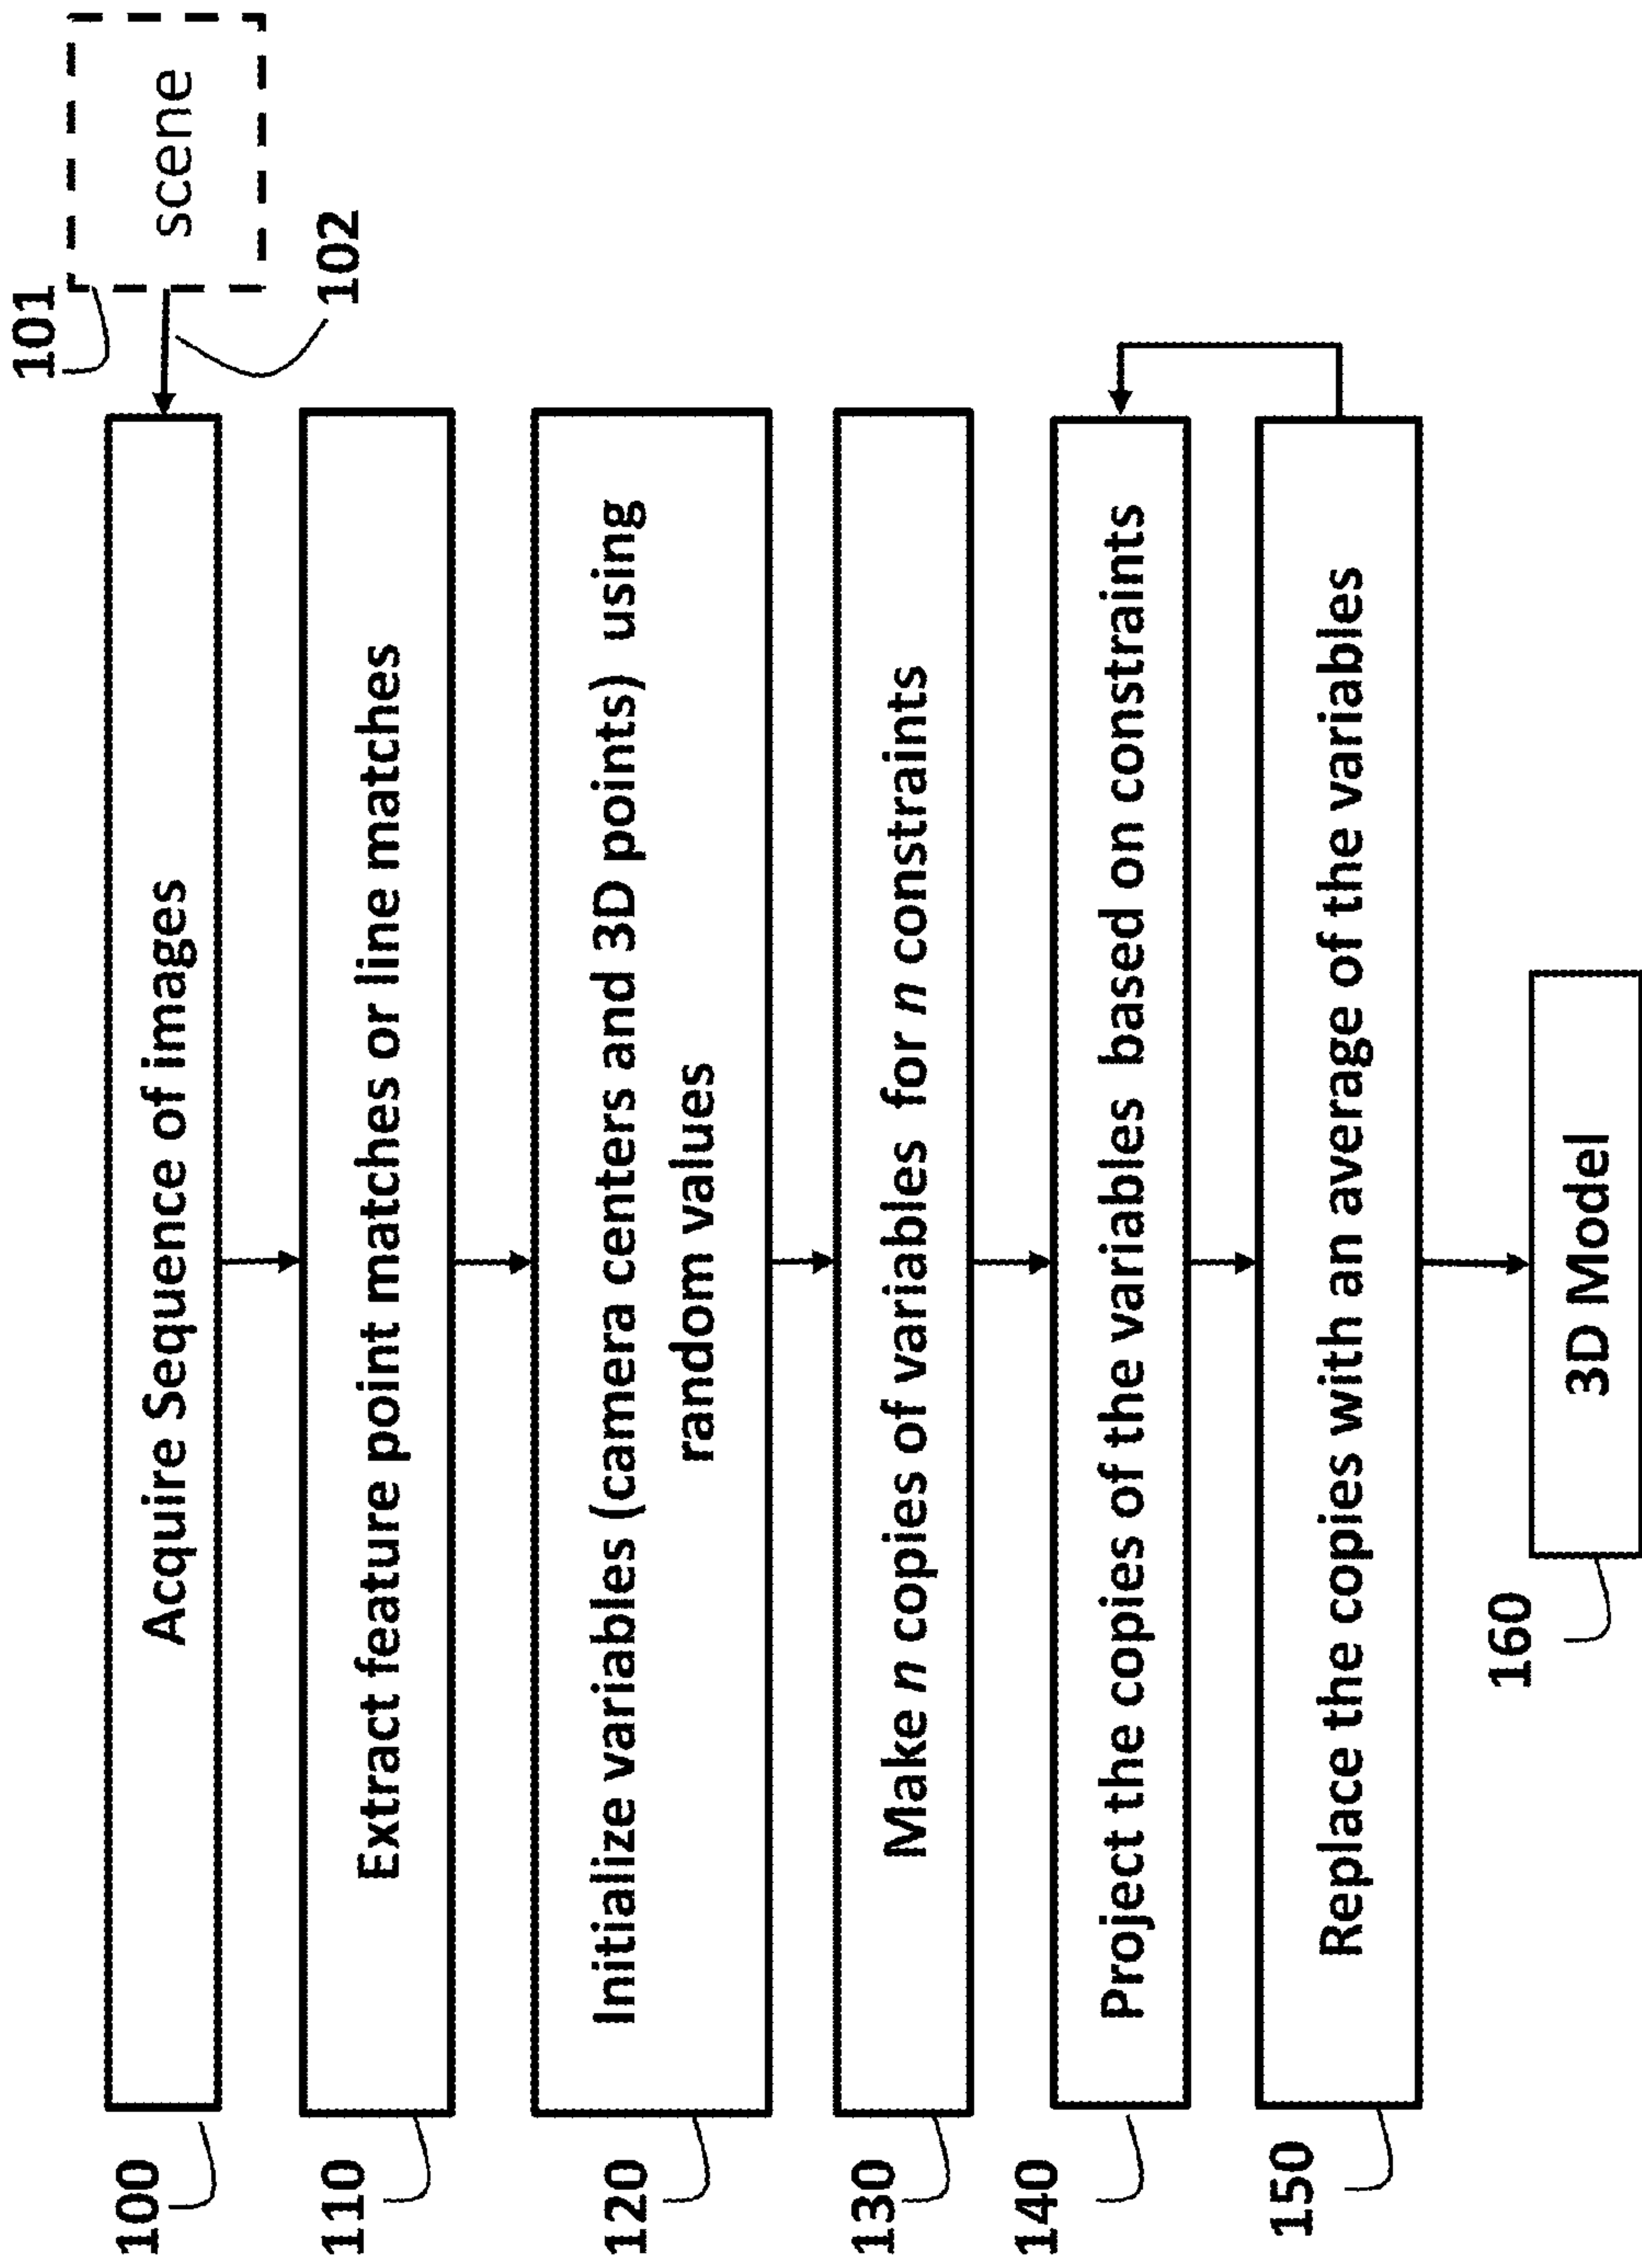 101
scene
102
100
Acquire Sequence of images
110
Extract feature point matches or line matches
120
Initialize variables (camera centers and 3D points) using
random values
130
Make n copies of variables for n constraints
140
Project the copies of the variables based on constraints
150
Replace the copies with an average of the variables
160
3D Model